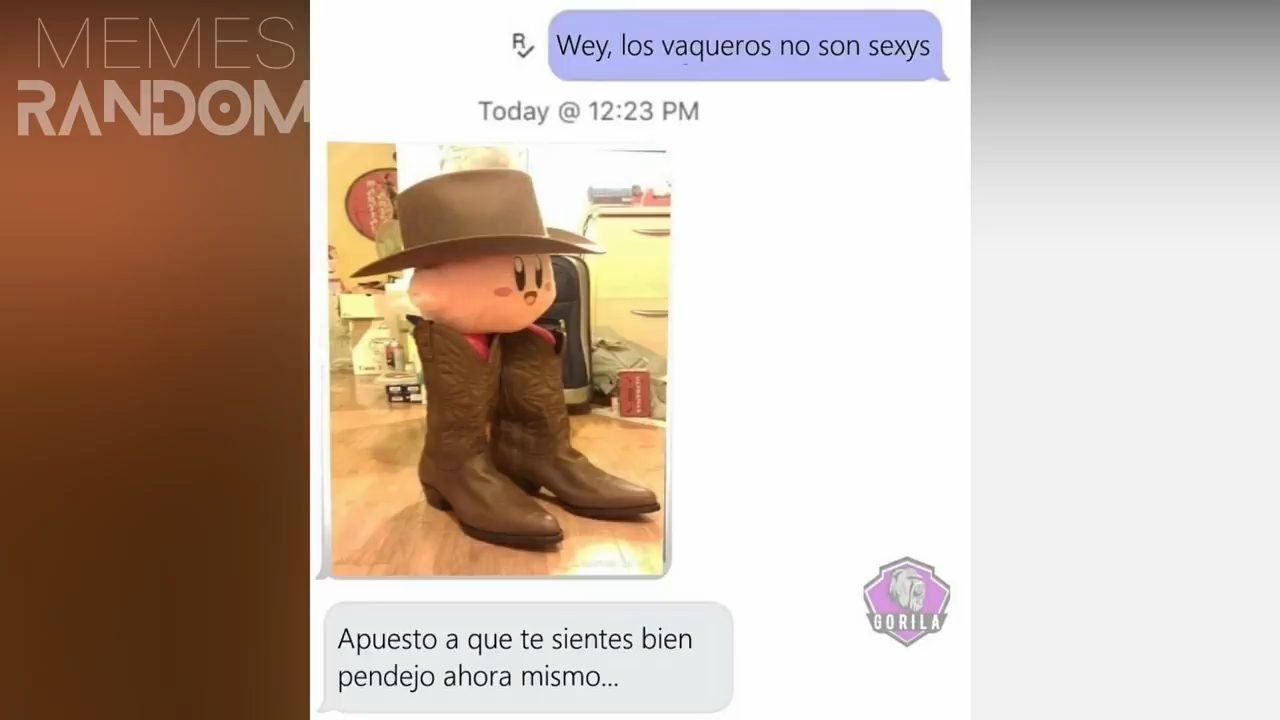 MEMES
RANDOM
Wey, los vaqueros no son sexys
Today @ 12:23 PM
Apuesto a que te sientes bien
pendejo ahora mismo...
GORILA